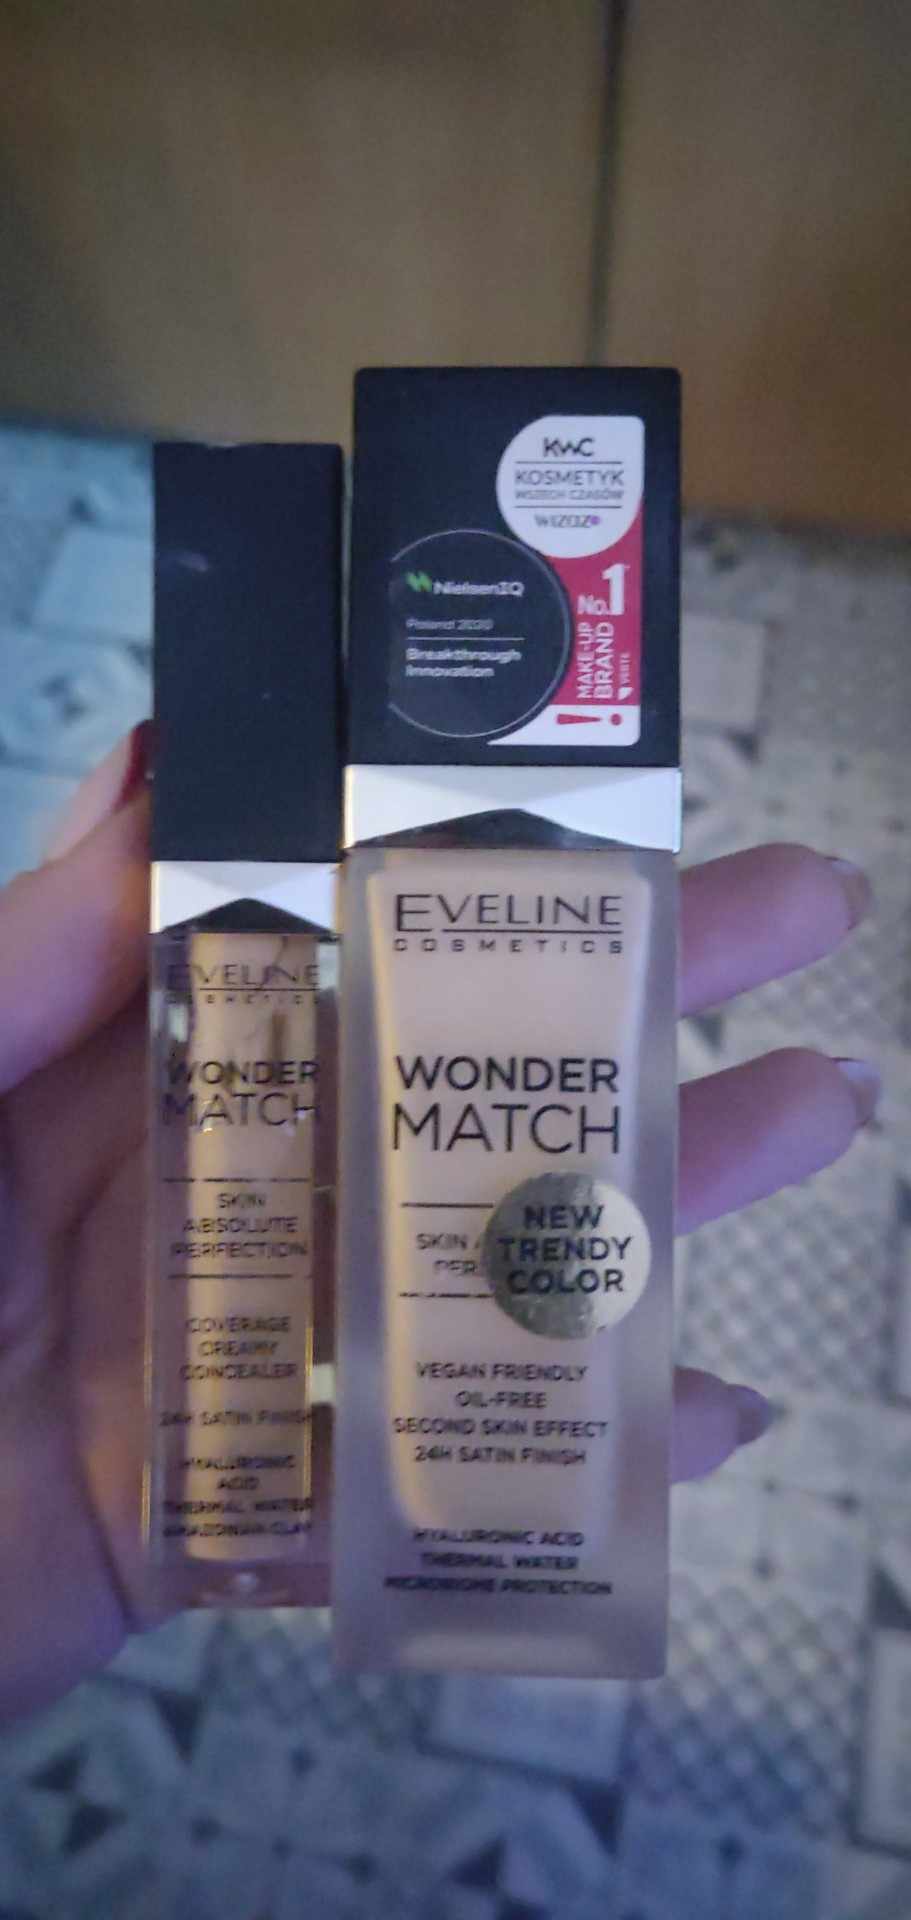 KWC
KOSMETYK
WSZECH CZASÓW
WIZAZ
NielsenIQ
Poland 2020
Breakthrough
Innovation
No.1
MAKE-UP
BRAND
EVELINE
COSMETICS
WONDER
MATCH
SKIN
ABSOLUTE
PERFECTION
COVERAGE
CREAMY
CONCEALER
24H SATIN FINISH
HYALURONIC
ACID
THERMAL WATER
AMAZONIAN CLAY
EVELINE
COSMETICS
WONDER
MATCH
SKIN A
PER
NEW
TRENDY
COLOR
VEGAN FRIENDLY
OIL-FREE
SECOND SKIN EFFECT
24H SATIN FINISH
HYALURONIC ACID
THERMAL WATER
MICROBIOME PROTECTION